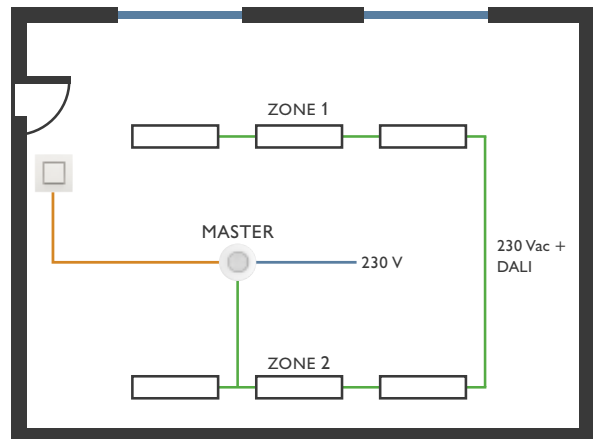 ZONE 1
MASTER
230 V
230 Vac +
DALI
ZONE 2